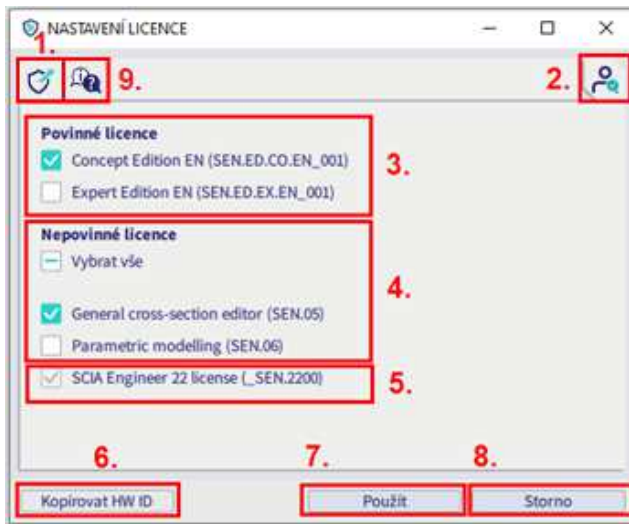 NASTAVENÍ LICENCE
1.
9.
2.
Povinné licence
Concept Edition EN (SEN.ED.CO.EN_001)
Expert Edition EN (SEN.ED.EX.EN_001)
3.
Nepovinné licence
Vybrat vše
General cross-section editor (SEN.05)
Parametric modelling (SEN.06)
4.
SCIA Engineer 22 license (_SEN.2200)
5.
6.
7.
8.
Kopírovat HW ID
Použít
Storno